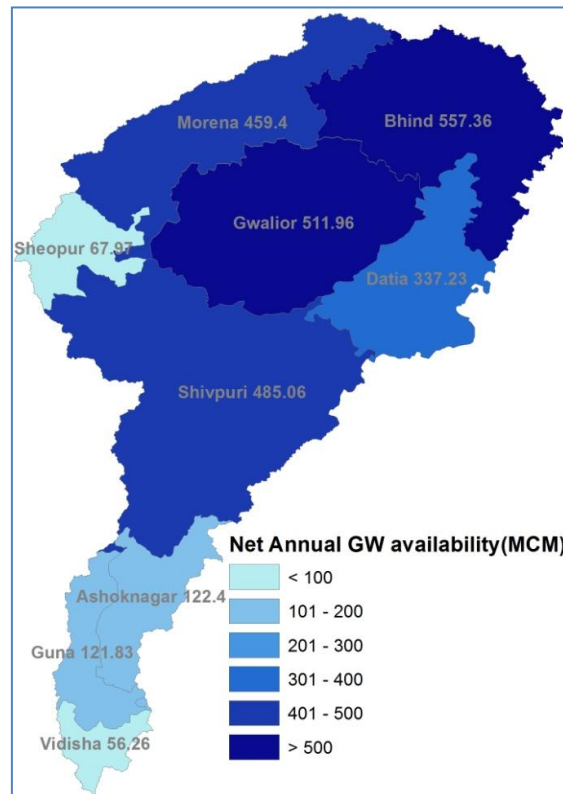 Morena 459.4
Bhind 557.36
Gwalior 511.96
Sheopur 67.97
Datia 337.23
Shivpuri 485.06
Net Annual GW availability(MCM)
< 100
101 - 200
201 - 300
301 - 400
401 - 500
> 500
Ashoknagar 122.4
Guna 121.83
Vidisha 56.26